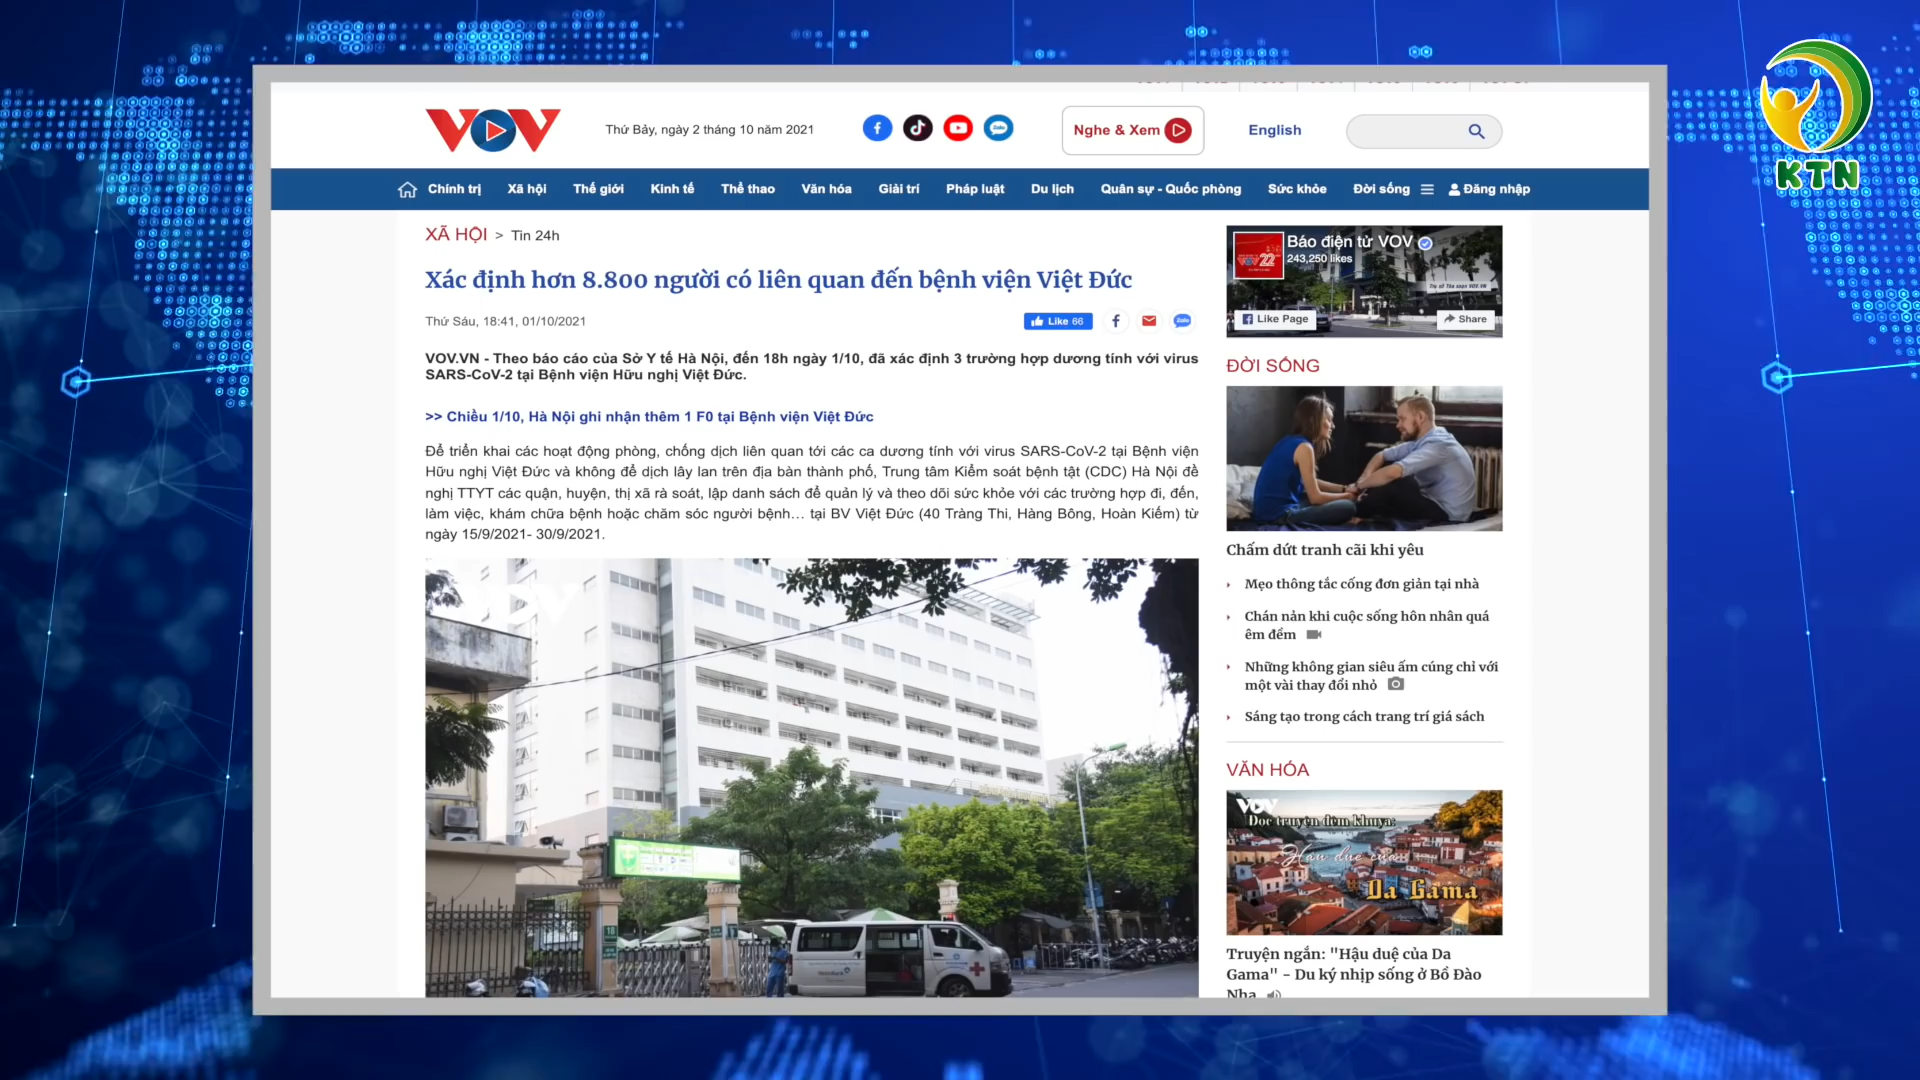 VOV
Thứ Bảy, ngày 2 tháng 10 năm 2021
Zalo
Nghe & Xem
English
KTN
Chính trị
Xã hội
Thế giới
Kinh tế
Thể thao
Văn hóa
Giải trí
Pháp luật
Du lịch
Quân sự - Quốc phòng
Sức khỏe
Đời sống
Đăng nhập
XÃ HỘI > Tin 24h
Xác định hơn 8.800 người có liên quan đến bệnh viện Việt Đức
Thứ Sáu, 18:41, 01/10/2021
Like 66
Zalo
VOV.VN - Theo báo cáo của Sở Y tế Hà Nội, đến 18h ngày 1/10, đã xác định 3 trường hợp dương tính với virus
SARS-CoV-2 tại Bệnh viện Hữu nghị Việt Đức.
>> Chiều 1/10, Hà Nội ghi nhận thêm 1 F0 tại Bệnh viện Việt Đức
Để triển khai các hoạt động phòng, chống dịch liên quan tới các ca dương tính với virus SARS-CoV-2 tại Bệnh viện
Hữu nghị Việt Đức và không để dịch lây lan trên địa bàn thành phố, Trung tâm Kiểm soát bệnh tật (CDC) Hà Nội đề
nghị TTYT các quận, huyện, thị xã rà soát, lập danh sách để quản lý và theo dõi sức khỏe với các trường hợp đi, đến,
làm việc, khám chữa bệnh hoặc chăm sóc người bệnh… tại BV Việt Đức (40 Tràng Thi, Hàng Bông, Hoàn Kiếm) từ
ngày 15/9/2021- 30/9/2021.
VOV
18
Báo điện tử VOV
243,250 likes
VOV 22
Trụ sở Tòa soạn VOV.VN
Like Page
Share
ĐỜI SỐNG
Chấm dứt tranh cãi khi yêu
Mẹo thông tắc cống đơn giản tại nhà
Chán nản khi cuộc sống hôn nhân quá
êm đềm
Những không gian siêu ấm cúng chỉ với
một vài thay đổi nhỏ
Sáng tạo trong cách trang trí giá sách
VĂN HÓA
VOV
Đọc truyện đêm khuya:
Hậu duệ của
Da Gama
Truyện ngắn: "Hậu duệ của Da
Gama" - Du ký nhịp sống ở Bồ Đào
Nha